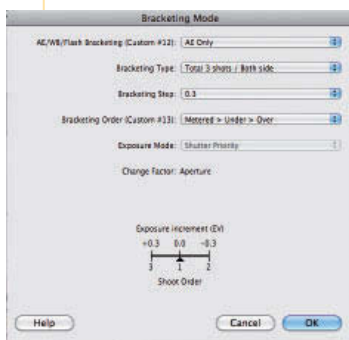 Bracketing Mode
AE/WB/Flash Bracketing (Custom #12): AE Only
Bracketing Type: Total 3 shots / Both side
Bracketing Step: 0.3
Bracketing Order (Custom #13): Metered > Under > Over
Exposure Mode: Shutter Priority
Change Factor: Aperture
Exposure increment (EV)
+0.3 0.0 -0.3
3 1 2
Shoot Order
Help Cancel OK